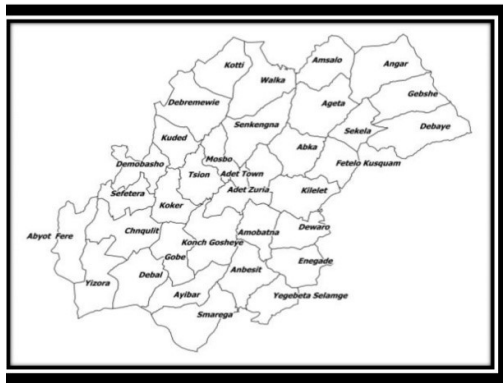 Kotti
Amsalo
Angar
Walka
Gebshe
Debremewie
Ageta
Senkengna
Debaye
Sekela
Kuded
Abka
Mosbo
Demobasho
Fetelo Kusquam
Tsion
Adet Town
Sefetera
Adet Zuria
Kilelet
Koker
Dewaro
Chnqulit
Amobatna
Abyot Fere
Konch Gosheye
Gobe
Enegade
Debal
Anbesit
Yizora
Ayibar
Yegebeta Selamge
Smarega